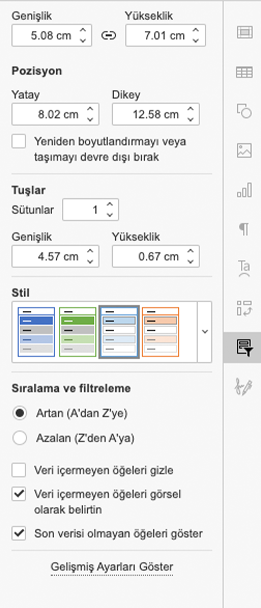 Genişlik Yükseklik
5.08 cm 7.01 cm
Pozisyon
Yatay Dikey
8.02 cm 12.58 cm
Yeniden boyutlandırmayı veya
taşımayı devre dışı bırak
Tuşlar
Sütunlar 1
Genişlik Yükseklik
4.57 cm 0.67 cm
Stil
Sıralama ve filtreleme
Artan (A'dan Z'ye)
Azalan (Z'den A'ya)
Veri içermeyen öğeleri gizle
Veri içermeyen öğeleri görsel
olarak belirtin
Son verisi olmayan öğeleri göster
Gelişmiş Ayarları Göster
Ta